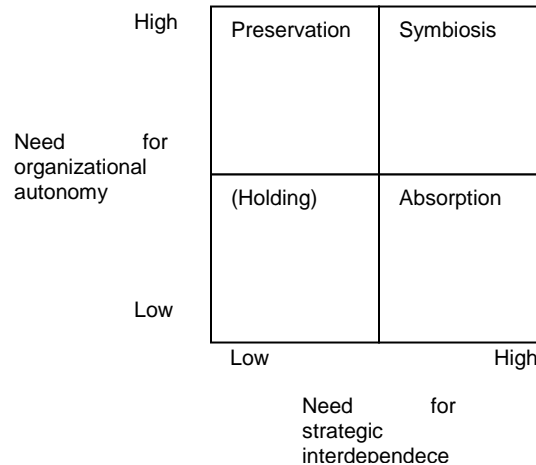 High
Preservation
Symbiosis
Need for
organizational
autonomy
(Holding)
Absorption
Low
Low
High
Need for
strategic
interdependece